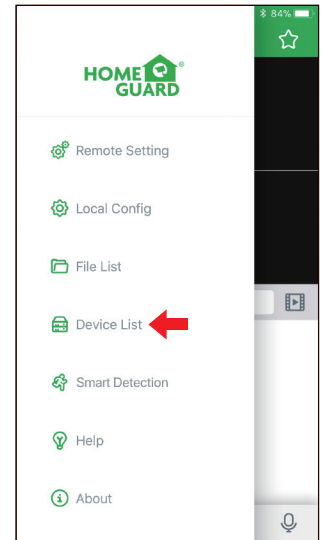 84%
HOME ®
GUARD
Remote Setting
Local Config
File List
Device List
Smart Detection
Help
About